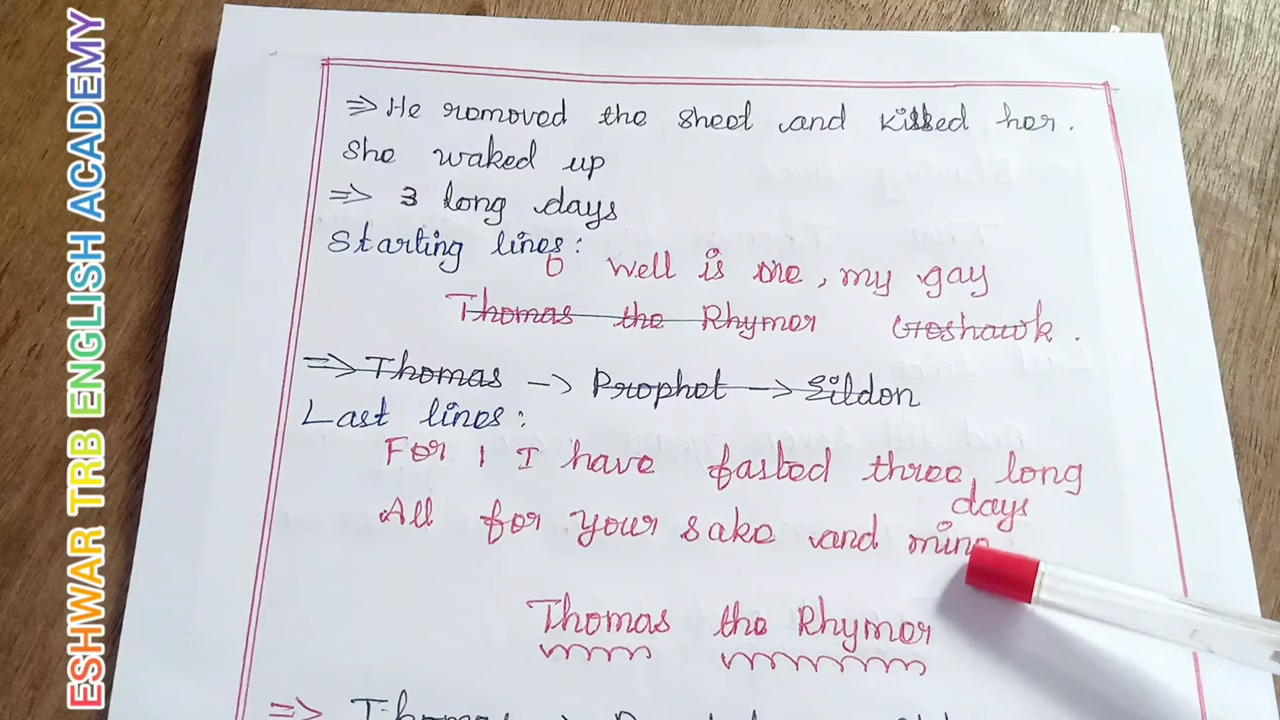 ESHWAR TRB ENGLISH ACADEMY
⇒ He removed the sheet and kissed her.
she waked up
⇒ 3 long days
Starting lines:
O well is me, my gay
Thomas the Rhymer Goshawk.
⇒ Thomas → Prophet → Eildon
Last lines:
For, I have fasted three long
days
All for your sake and mine
Thomas the Rhymer
⇒ Thomas